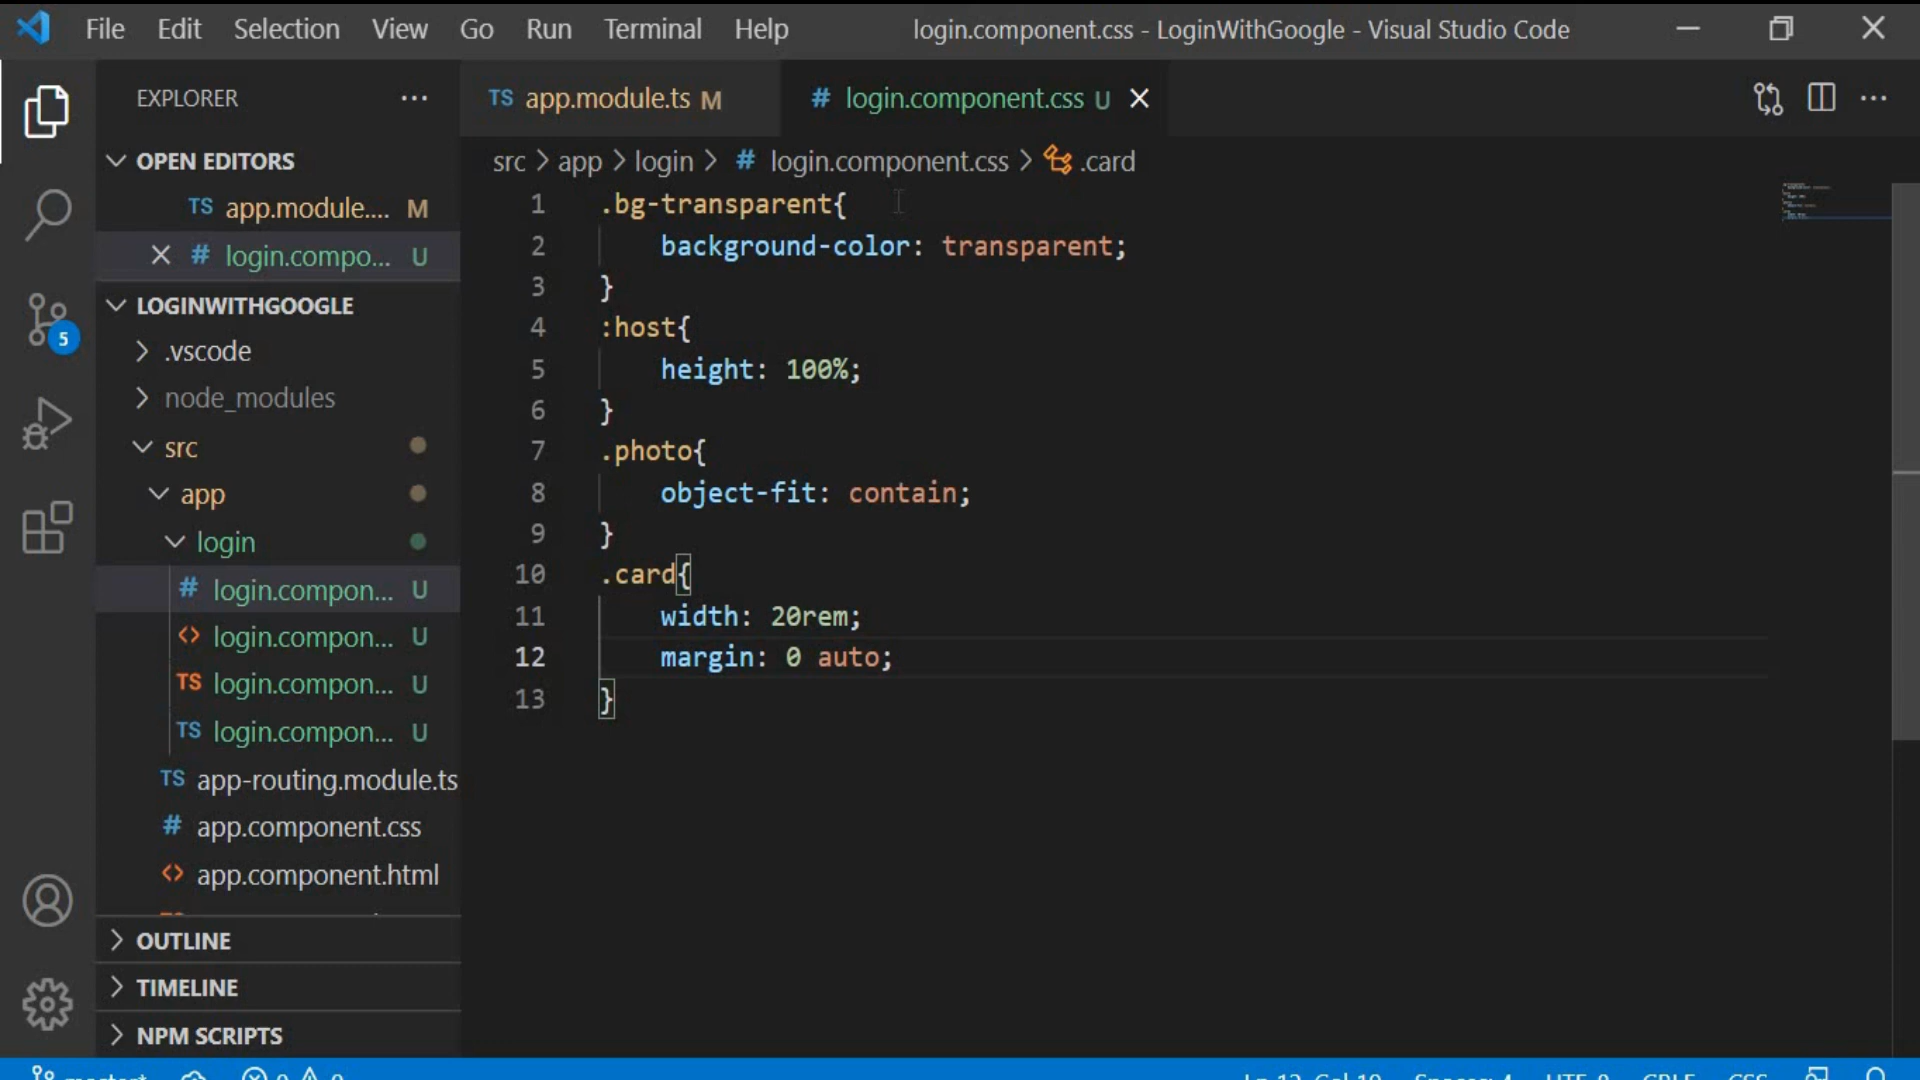 File Edit Selection View Go Run Terminal Help login.component.css - LoginWithGoogle - Visual Studio Code
EXPLORER ···
TS app.module.ts M # login.component.css U
OPEN EDITORS
TS app.module.... M
# login.compo... U
LOGINWITHGOOGLE
.vscode
node_modules
src
app
login
# login.compon... U
<> login.compon... U
TS login.compon... U
TS login.compon... U
TS app-routing.module.ts
# app.component.css
<> app.component.html
OUTLINE
TIMELINE
NPM SCRIPTS
5
src > app > login > # login.component.css > .card
1 .bg-transparent{
2 background-color: transparent;
3 }
4 :host{
5 height: 100%;
6 }
7 .photo{
8 object-fit: contain;
9 }
10 .card{
11 width: 20rem;
12 margin: 0 auto;
13 }